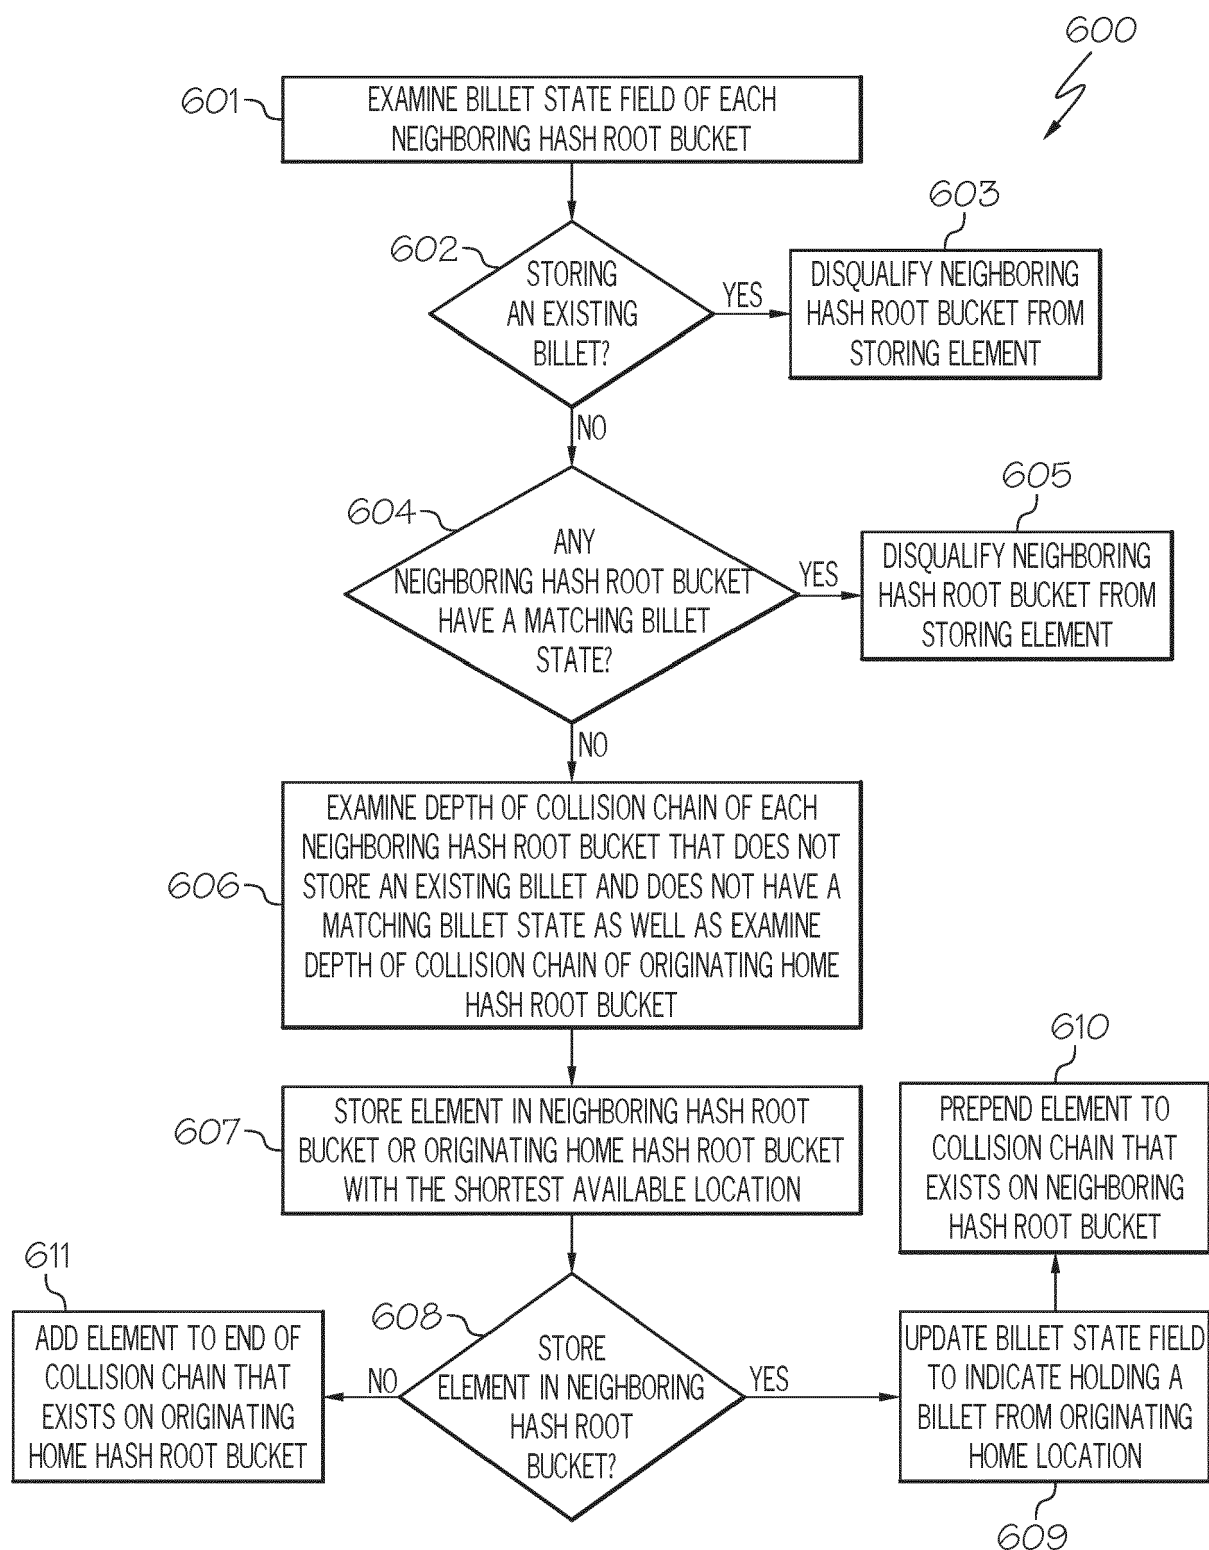 600
601
EXAMINE BILLET STATE FIELD OF EACH
NEIGHBORING HASH ROOT BUCKET
602
STORING
AN EXISTING
BILLET?
YES
603
DISQUALIFY NEIGHBORING
HASH ROOT BUCKET FROM
STORING ELEMENT
NO
604
ANY
NEIGHBORING HASH ROOT BUCKET
HAVE A MATCHING BILLET
STATE?
YES
605
DISQUALIFY NEIGHBORING
HASH ROOT BUCKET FROM
STORING ELEMENT
NO
606
EXAMINE DEPTH OF COLLISION CHAIN OF EACH
NEIGHBORING HASH ROOT BUCKET THAT DOES NOT
STORE AN EXISTING BILLET AND DOES NOT HAVE A
MATCHING BILLET STATE AS WELL AS EXAMINE
DEPTH OF COLLISION CHAIN OF ORIGINATING HOME
HASH ROOT BUCKET
607
STORE ELEMENT IN NEIGHBORING HASH ROOT
BUCKET OR ORIGINATING HOME HASH ROOT BUCKET
WITH THE SHORTEST AVAILABLE LOCATION
608
STORE
ELEMENT IN NEIGHBORING
HASH ROOT
BUCKET?
YES
609
UPDATE BILLET STATE FIELD
TO INDICATE HOLDING A
BILLET FROM ORIGINATING
HOME LOCATION
610
PREPEND ELEMENT TO
COLLISION CHAIN THAT
EXISTS ON NEIGHBORING
HASH ROOT BUCKET
NO
611
ADD ELEMENT TO END OF
COLLISION CHAIN THAT
EXISTS ON ORIGINATING
HOME HASH ROOT BUCKET